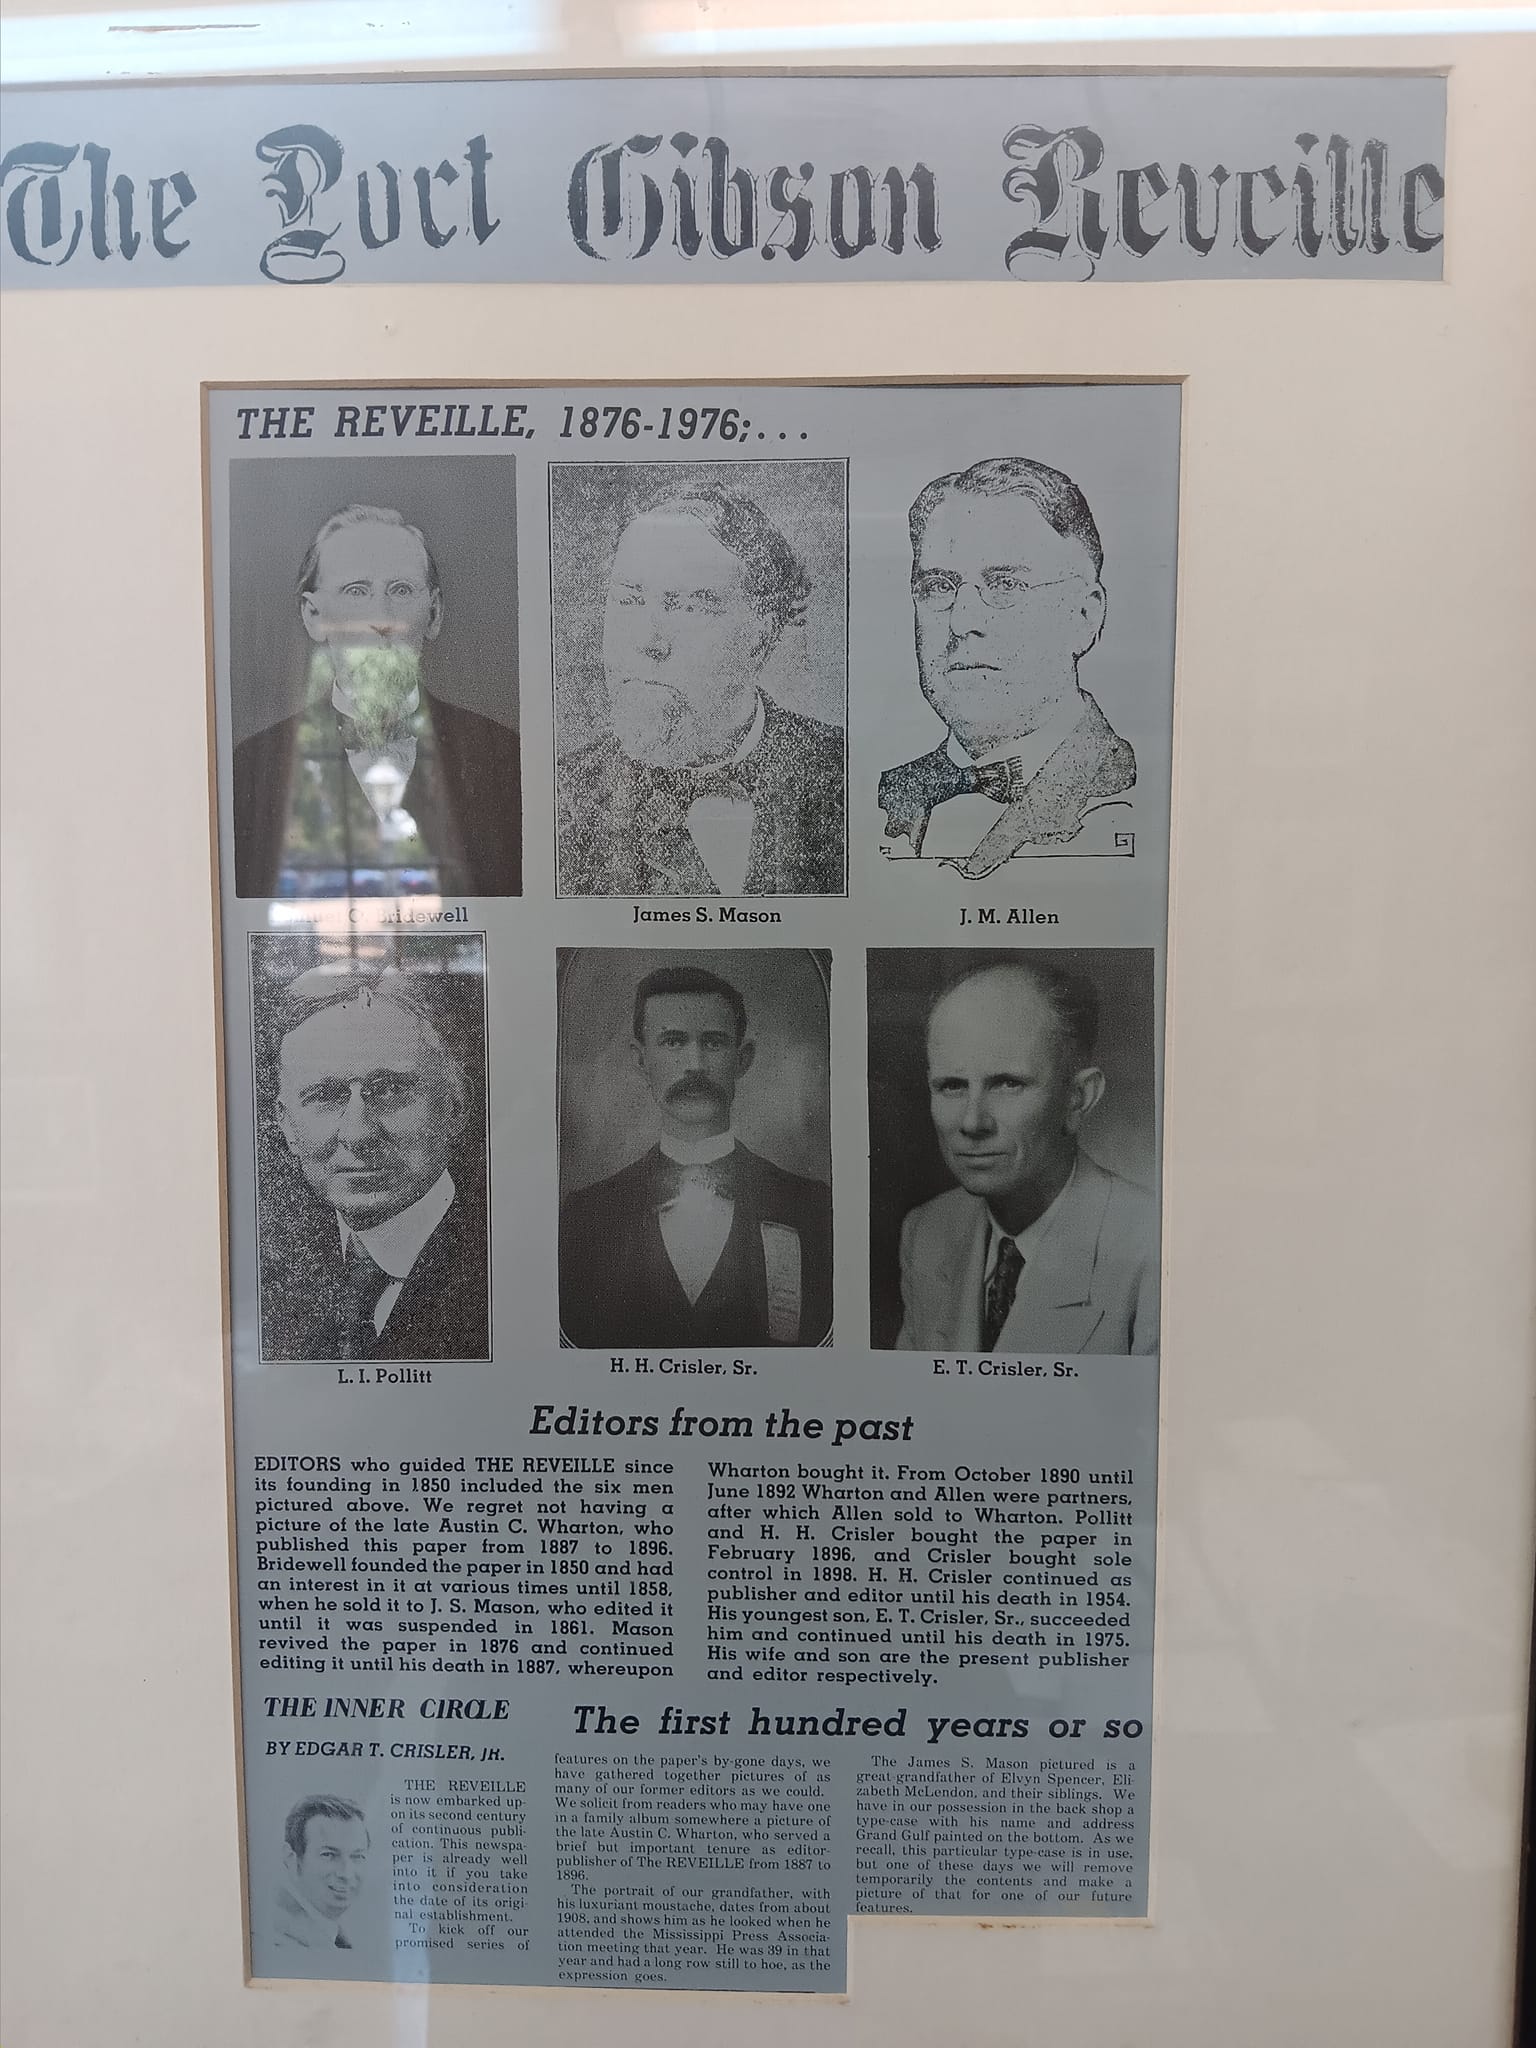 The Port Gibson Reveille
THE REVEILLE, 1876-1976;...
Bridewell
James S. Mason
J. M. Allen
G
L. I. Pollitt
H. H. Crisler, Sr.
E. T. Crisler, Sr.
Editors from the past
EDITORS who guided THE REVEILLE since
its founding in 1850 included the six men
pictured above. We regret not having a
picture of the late Austin C. Wharton, who
published this paper from 1887 to 1896.
Bridewell founded the paper in 1850 and had
an interest in it at various times until 1858,
when he sold it to J. S. Mason, who edited it
until it was suspended in 1861. Mason
revived the paper in 1876 and continued
editing it until his death in 1887, whereupon
Wharton bought it. From October 1890 until
June 1892 Wharton and Allen were partners,
after which Allen sold to Wharton. Pollitt
and H. H. Crisler bought the paper in
February 1896, and Crisler bought sole
control in 1898. H. H. Crisler continued as
publisher and editor until his death in 1954.
His youngest son, E. T. Crisler, Sr., succeeded
him and continued until his death in 1975.
His wife and son are the present publisher
and editor respectively.
THE INNER CIRCLE
BY EDGAR T. CRISLER, JR.
The first hundred years or so
THE REVEILLE
is now embarked up-
on its second century
of continuous publi-
cation. This newspa-
per is already well
into it if you take
into consideration
the date of its origi-
nal establishment.
To kick off our
promised series of
features on the paper's by-gone days, we
have gathered together pictures of as
many of our former editors as we could.
We solicit from readers who may have one
in a family album somewhere a picture of
the late Austin C. Wharton, who served a
brief but important tenure as editor-
publisher of The REVEILLE from 1887 to
1896.
The portrait of our grandfather, with
his luxuriant moustache, dates from about
1908, and shows him as he looked when he
attended the Mississippi Press Associa-
tion meeting that year. He was 39 in that
year and had a long row still to hoe, as the
expression goes.
The James S. Mason pictured is a
great-grandfather of Elvyn Spencer, Eli-
zabeth McLendon, and their siblings. We
have in our possession in the back shop a
type-case with his name and address
Grand Gulf painted on the bottom. As we
recall, this particular type-case is in use,
but one of these days we will remove
temporarily the contents and make a
picture of that for one of our future
features.